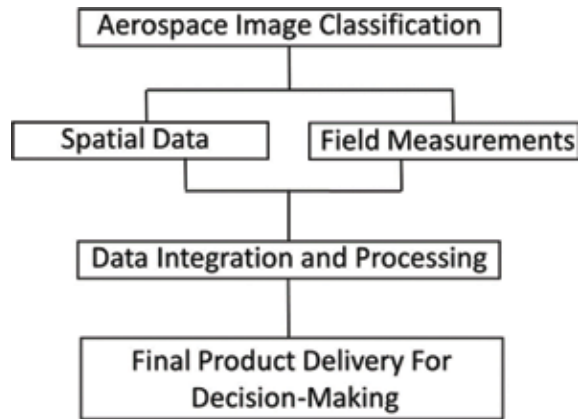 Aerospace Image Classification
Spatial Data
Field Measurements
Data Integration and Processing
Final Product Delivery For
Decision-Making